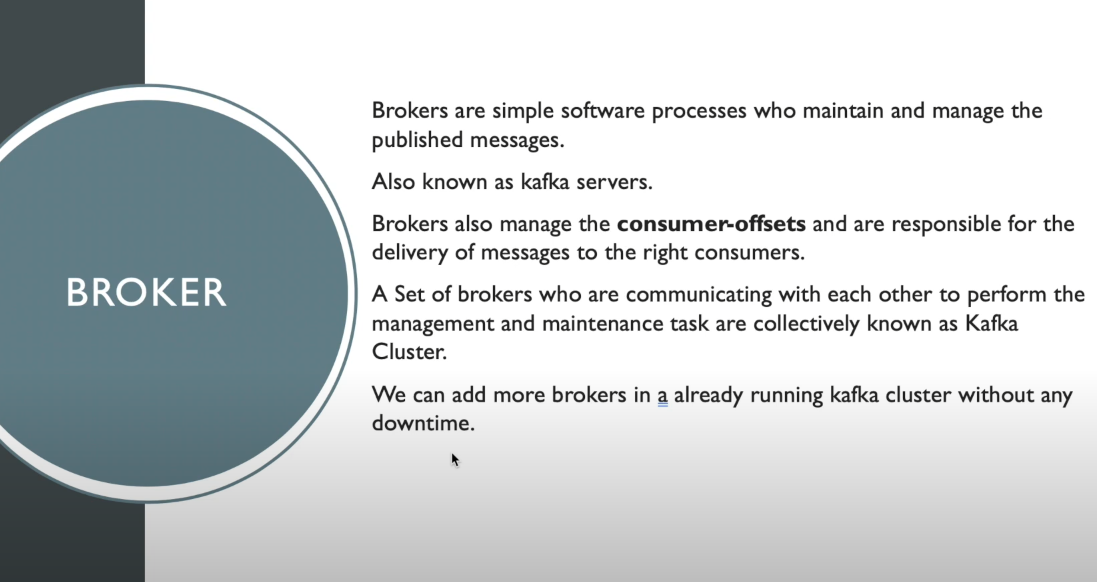 BROKER
Brokers are simple software processes who maintain and manage the
published messages.
Also known as kafka servers.
Brokers also manage the consumer-offsets and are responsible for the
delivery of messages to the right consumers.
A Set of brokers who are communicating with each other to perform the
management and maintenance task are collectively known as Kafka
Cluster.
We can add more brokers in a already running kafka cluster without any
downtime.